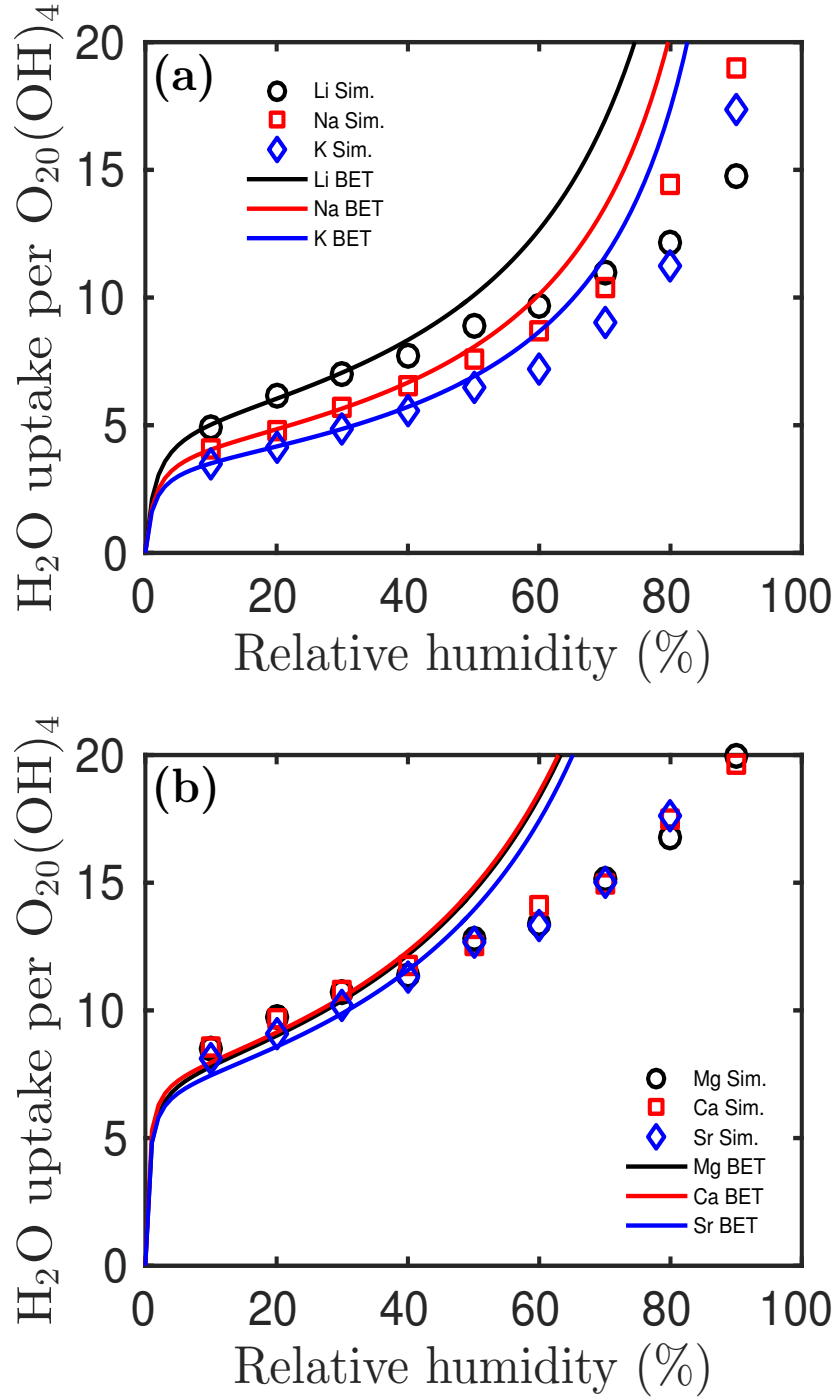 20
(a)
Li Sim.
Na Sim.
15
K Sim.
Li BET
Na BET
K BET
10
5
0
0 20 40 60 80 100
H₂O uptake per O₂₀(OH)₄
Relative humidity (%)
20
(b)
15
10
Mg Sim.
Ca Sim.
Sr Sim.
5
Mg BET
Ca BET
Sr BET
0
0 20 40 60 80 100
H₂O uptake per O₂₀(OH)₄
Relative humidity (%)